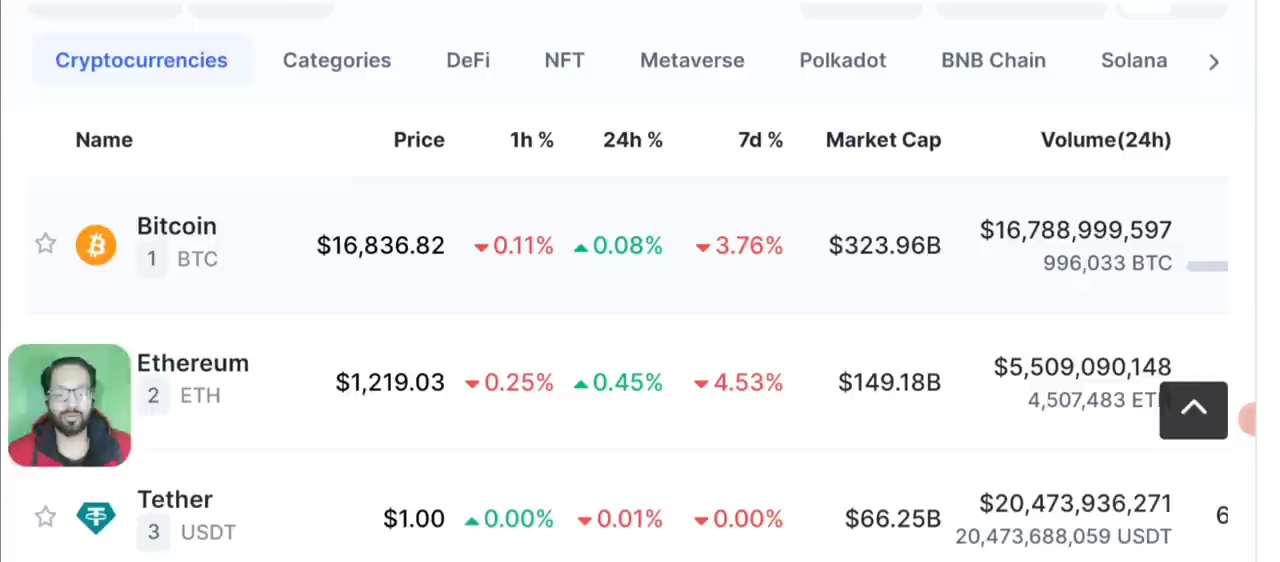 Cryptocurrencies Categories DeFi NFT Metaverse Polkadot BNB Chain Solana
Name Price 1h % 24h % 7d % Market Cap Volume(24h)
Bitcoin
1 BTC
$16,836.82 0.11% 0.08% 3.76% $323.96B
$16,788,999,597
996,033 BTC
Ethereum
2 ETH
$1,219.03 0.25% 0.45% 4.53% $149.18B
$5,509,090,148
4,507,483 ETH
Tether
3 USDT
$1.00 0.00% 0.01% 0.00% $66.25B
$20,473,936,271
20,473,688,059 USDT
6